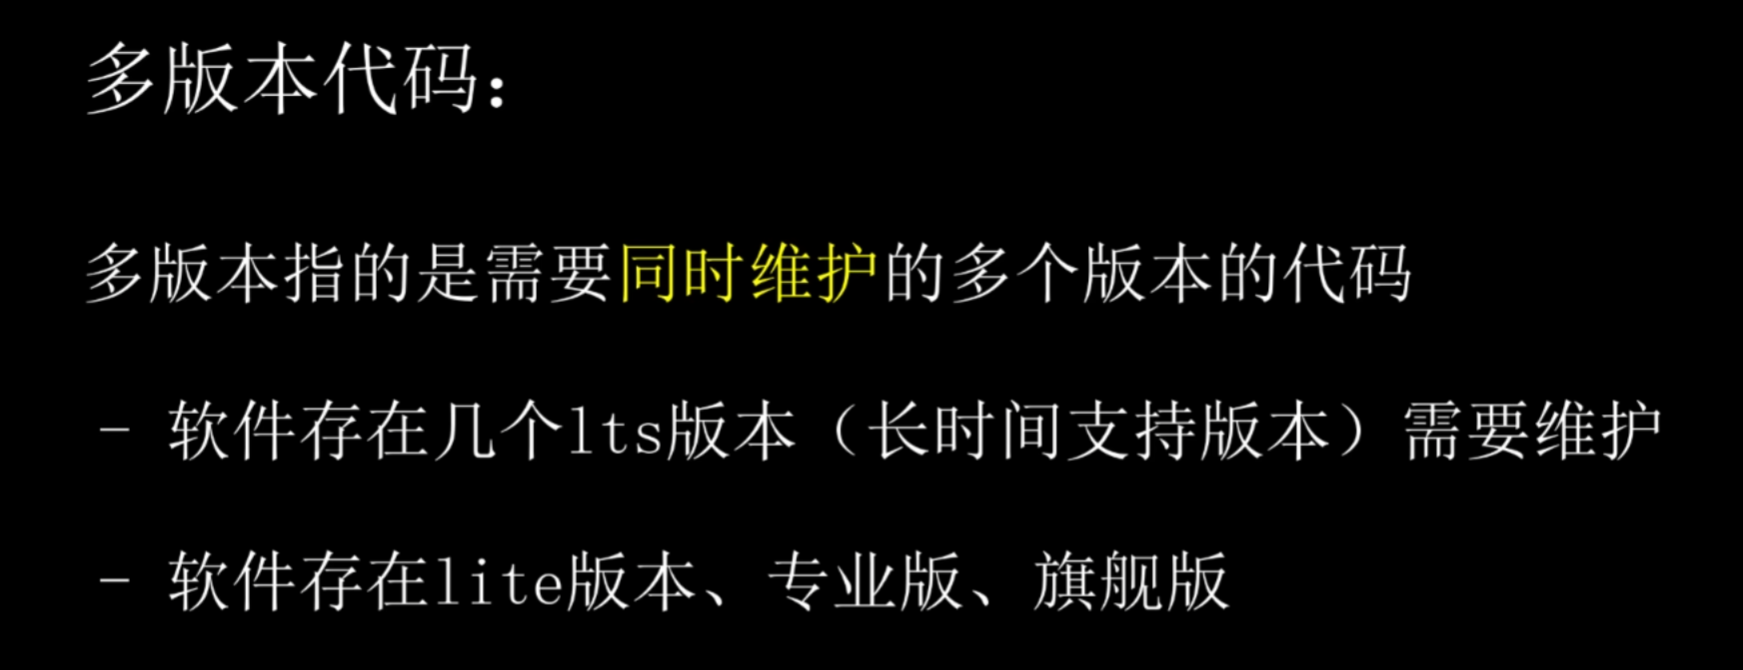 多版本代码：
多版本指的是需要同时维护的多个版本的代码
- 软件存在几个lts版本（长时间支持版本）需要维护
- 软件存在lite版本、专业版、旗舰版